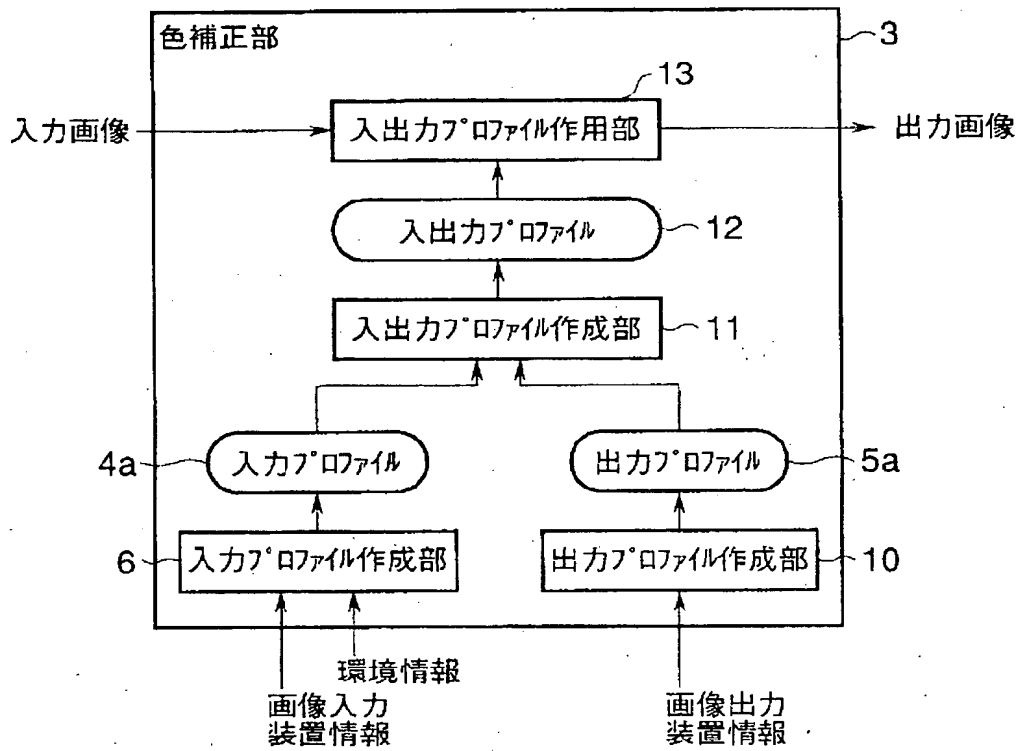 色補正部
3
13
入力画像
入出力プロファイル作用部
出力画像
入出力プロファイル
12
入出力プロファイル作成部
11
4a
入力プロファイル
出力プロファイル
5a
6
入力プロファイル作成部
出力プロファイル作成部
10
環境情報
画像入力
装置情報
画像出力
装置情報